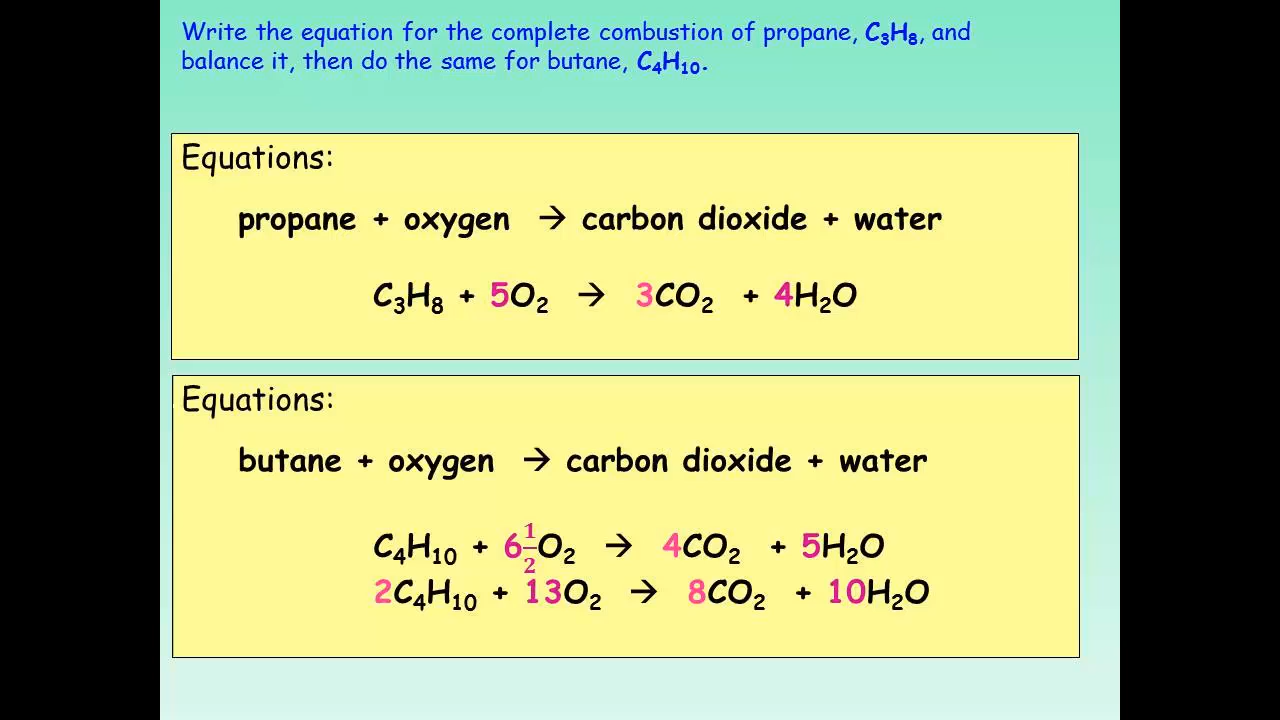 Write the equation for the complete combustion of propane, C₃H₈, and
balance it, then do the same for butane, C₄H₁₀.
Equations:
propane + oxygen → carbon dioxide + water
C₃H₈ + 5O₂ → 3CO₂ + 4H₂O
Equations:
butane + oxygen → carbon dioxide + water
C₄H₁₀ + 6½O₂ → 4CO₂ + 5H₂O
2C₄H₁₀ + 13O₂ → 8CO₂ + 10H₂O